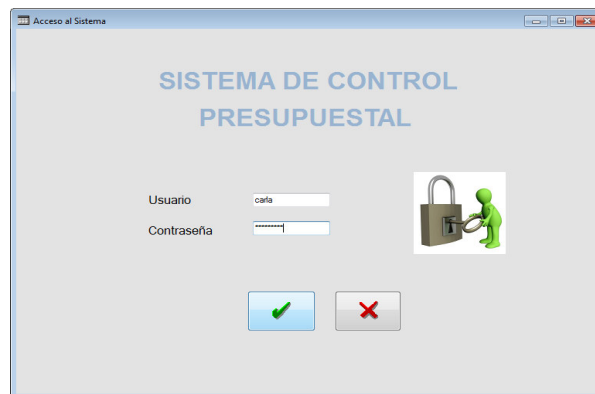 Acceso al Sistema
SISTEMA DE CONTROL
PRESUPUESTAL
Usuario carla
Contraseña *********